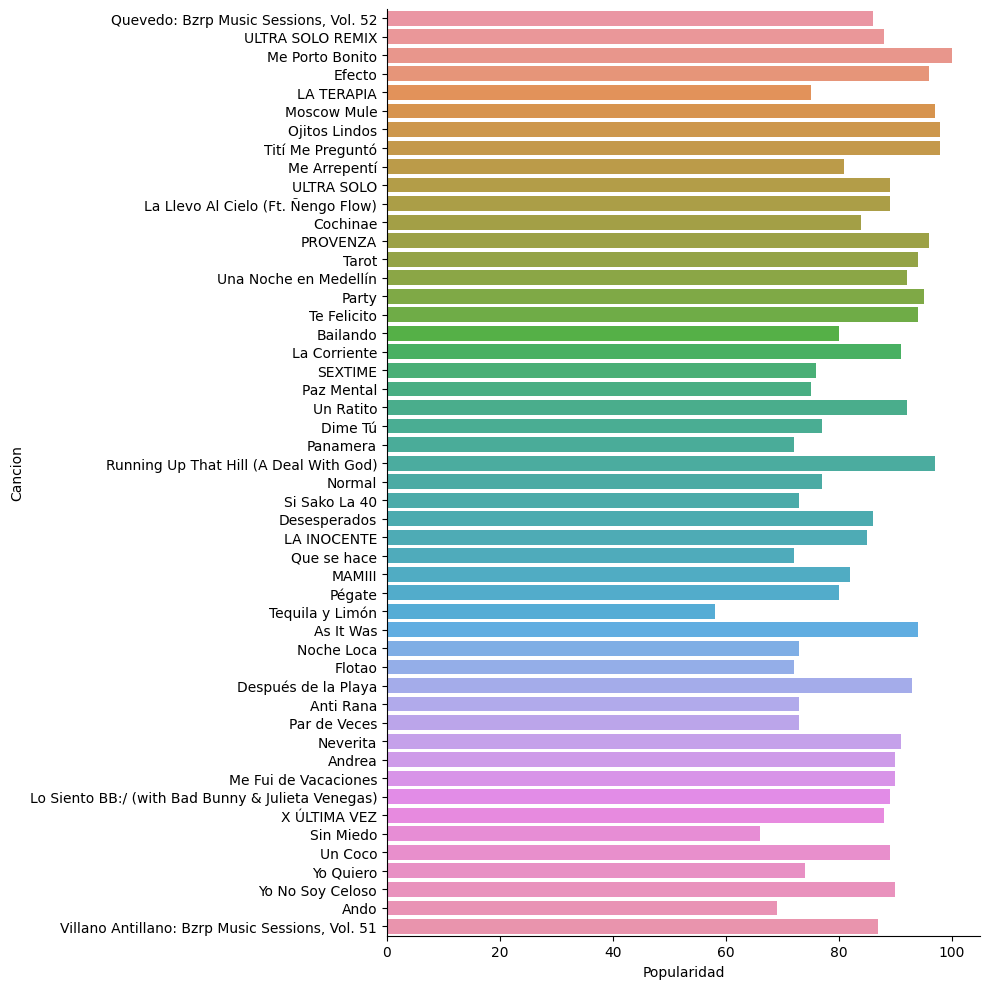 Quevedo: Bzrp Music Sessions, Vol. 52
ULTRA SOLO REMIX
Me Porto Bonito
Efecto
LA TERAPIA
Moscow Mule
Ojitos Lindos
Tití Me Preguntó
Me Arrepentí
ULTRA SOLO
La Llevo Al Cielo (Ft. Ñengo Flow)
Cochinae
PROVENZA
Tarot
Una Noche en Medellín
Party
Te Felicito
Bailando
La Corriente
SEXTIME
Paz Mental
Un Ratito
Dime Tú
Panamera
Running Up That Hill (A Deal With God)
Normal
Si Sako La 40
Desesperados
LA INOCENTE
Que se hace
MAMIII
Pégate
Tequila y Limón
As It Was
Noche Loca
Flotao
Después de la Playa
Anti Rana
Par de Veces
Neverita
Andrea
Me Fui de Vacaciones
Lo Siento BB:/ (with Bad Bunny & Julieta Venegas)
X ÚLTIMA VEZ
Sin Miedo
Un Coco
Yo Quiero
Yo No Soy Celoso
Ando
Villano Antillano: Bzrp Music Sessions, Vol. 51
Cancion
0 20 40 60 80 100
Popularidad